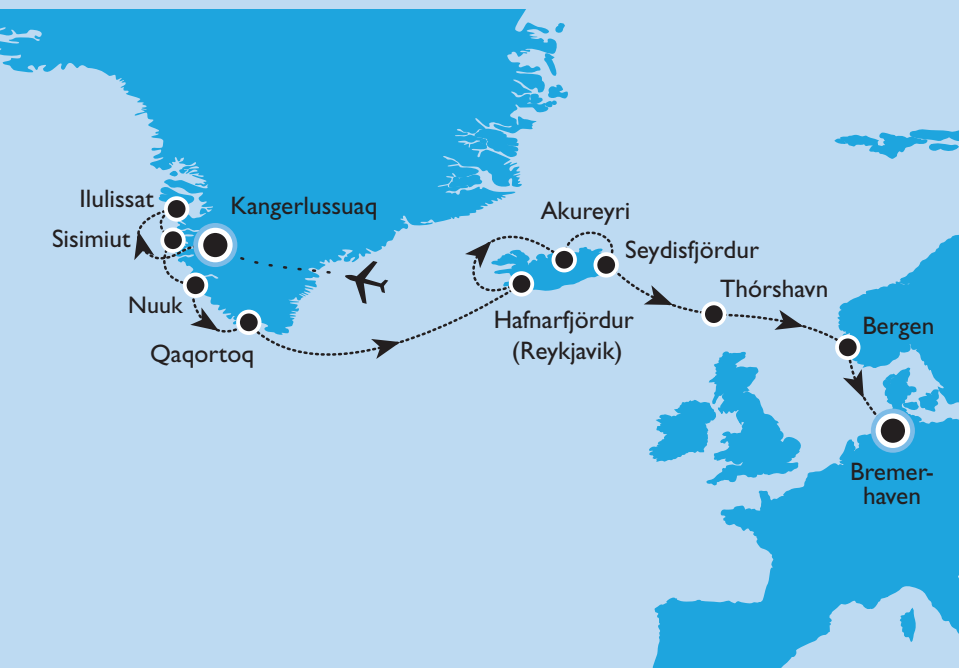 Ilulissat
Kangerlussuaq
Sisimiut
Nuuk
Qaqortoq
Akureyri
Seydisfjördur
Hafnarfjördur
(Reykjavik)
Thórshavn
Bergen
Bremer-
haven